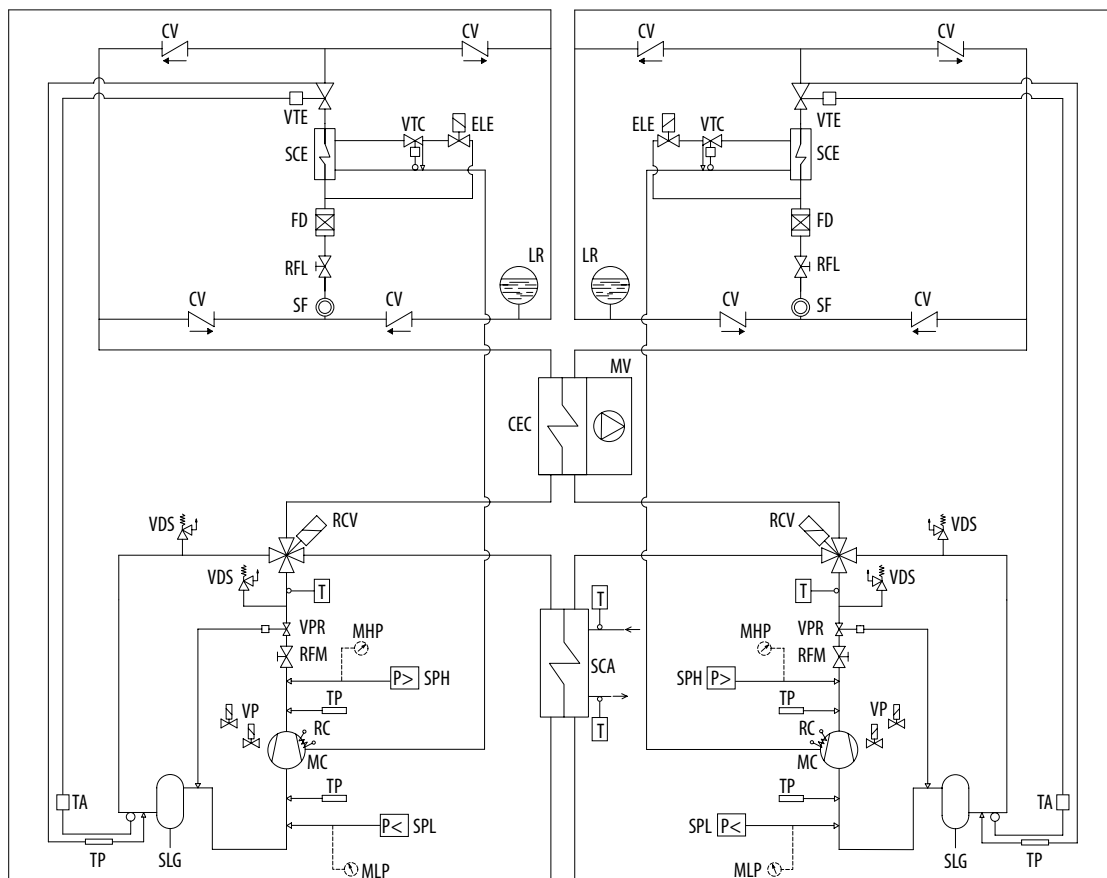 CV CV CV CV
VTE ELE VTC VTC ELE VTE
SCE SCE
FD FD
LR LR
RFL RFL
CV CV SF CV SF CV
MV
CEC
VDS RCV RCV VDS
VDS T T VDS
VPR MHP T MHP VPR
RFM SCA RFM
P> SPH SPH P>
VP TP T TP VP
RC RC
MC MC
TA TP TP TA
P< SPL SPL P<
TP SLG MLP MLP SLG TP